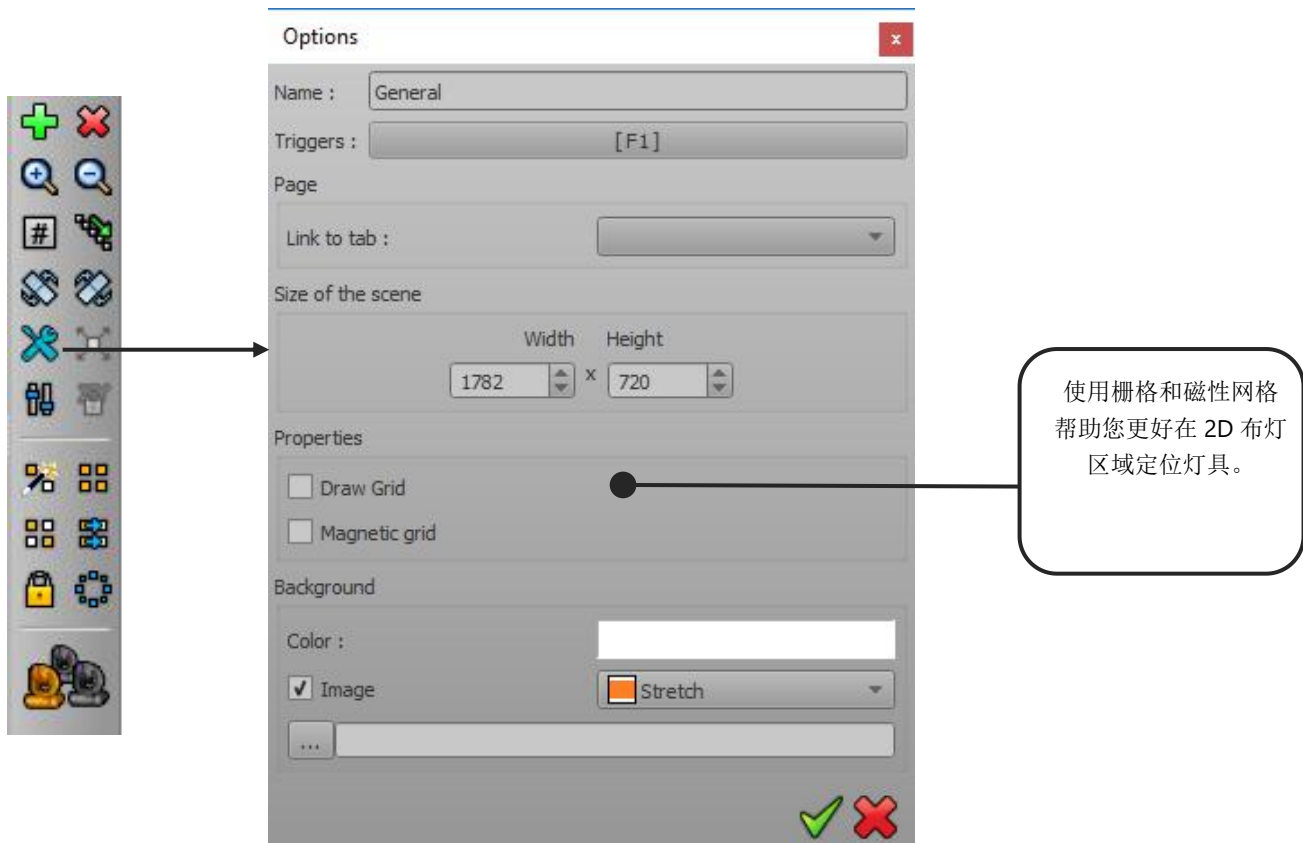 Options
x
Name :
General
Triggers :
[F1]
Page
Link to tab :
Size of the scene
Width Height
1782 x 720
Properties
Draw Grid
Magnetic grid
Background
Color :
Image
Stretch
...
#
使用栅格和磁性网格
帮助您更好在 2D 布灯
区域定位灯具。